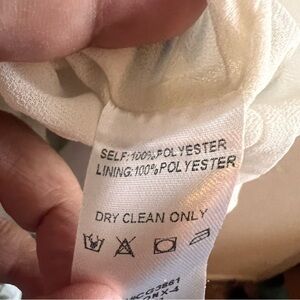 SELF:100%POLYESTER
LINING:100%POLYESTER
DRY CLEAN ONLY